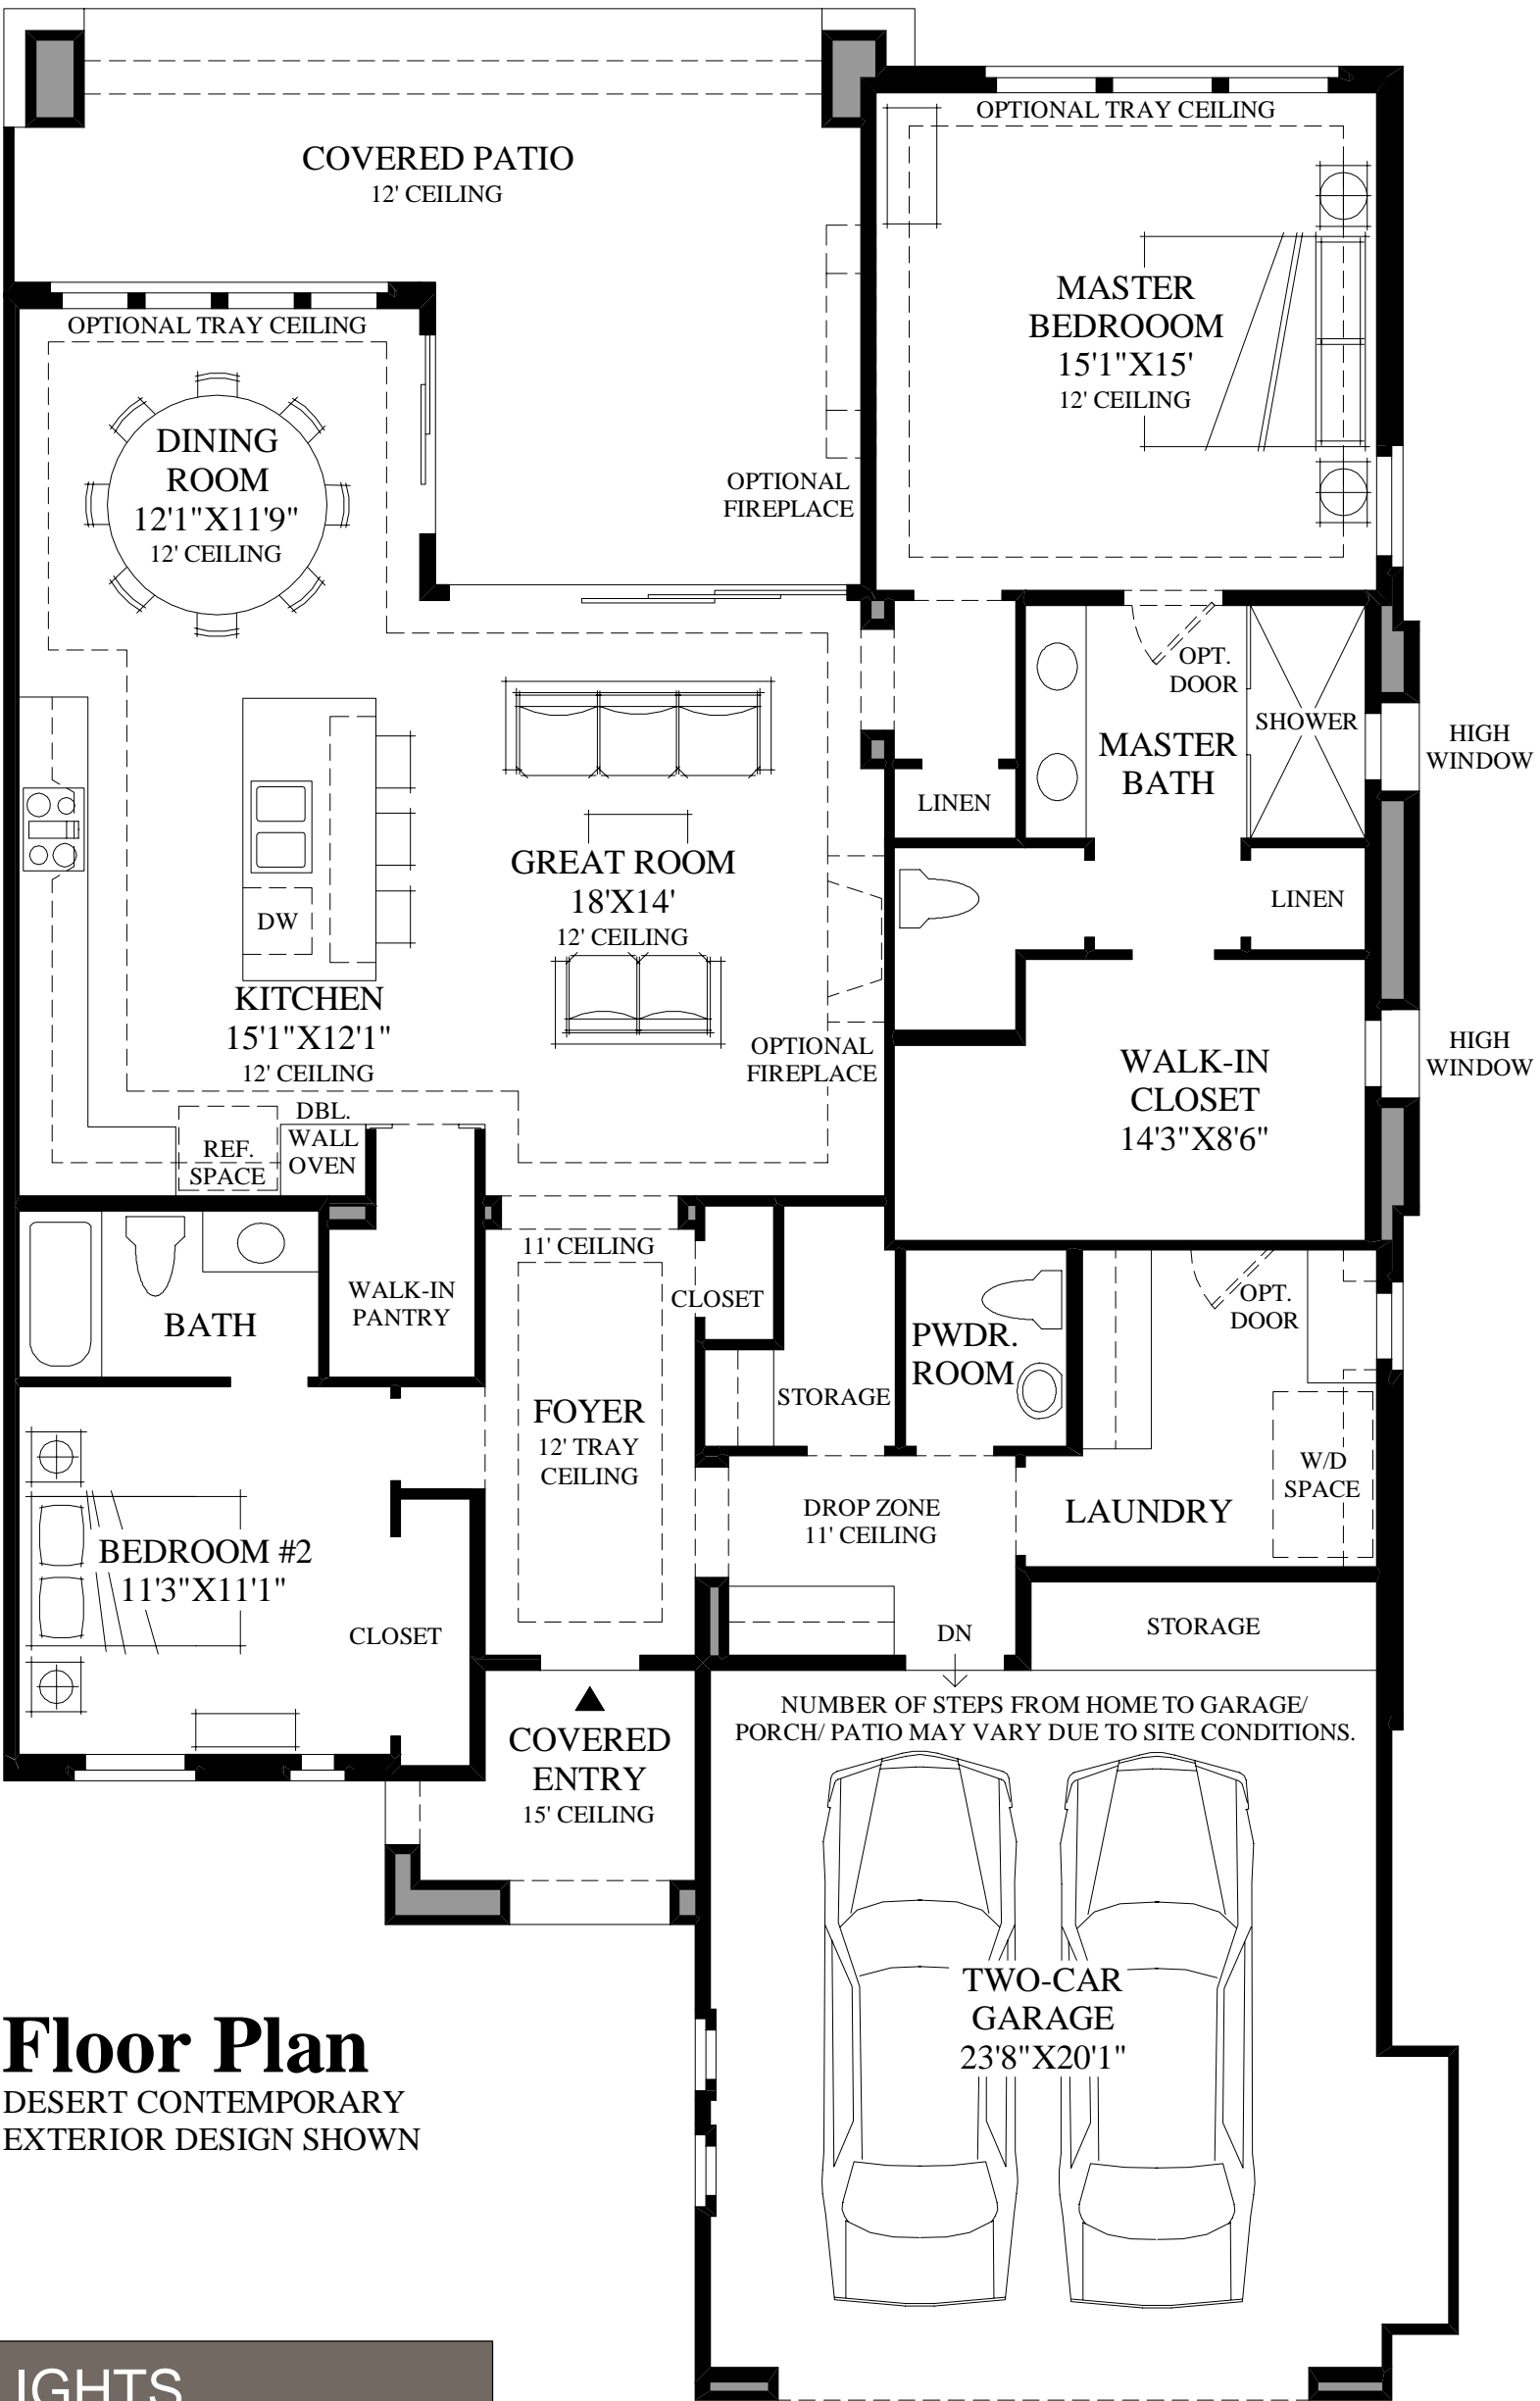 OPTIONAL TRAY CEILING
COVERED PATIO
12' CEILING
MASTER
BEDROOOM
15'1"X15'
12' CEILING
OPTIONAL TRAY CEILING
DINING
ROOM
12'1"X11'9"
12' CEILING
OPTIONAL
FIREPLACE
OPT.
DOOR
SHOWER
HIGH
WINDOW
MASTER
BATH
LINEN
GREAT ROOM
18'X14'
12' CEILING
LINEN
DW
KITCHEN
15'1"X12'1"
12' CEILING
OPTIONAL
FIREPLACE
HIGH
WINDOW
WALK-IN
CLOSET
14'3"X8'6"
DBL.
WALL
OVEN
REF.
SPACE
11' CEILING
WALK-IN
PANTRY
CLOSET
OPT.
DOOR
BATH
PWDR.
ROOM
STORAGE
FOYER
12' TRAY
CEILING
W/D
SPACE
DROP ZONE
11' CEILING
LAUNDRY
BEDROOM #2
11'3"X11'1"
CLOSET
DN
STORAGE
NUMBER OF STEPS FROM HOME TO GARAGE/
PORCH/ PATIO MAY VARY DUE TO SITE CONDITIONS.
COVERED
ENTRY
15' CEILING
TWO-CAR
GARAGE
23'8"X20'1"
Floor Plan
DESERT CONTEMPORARY
EXTERIOR DESIGN SHOWN
IGHTS